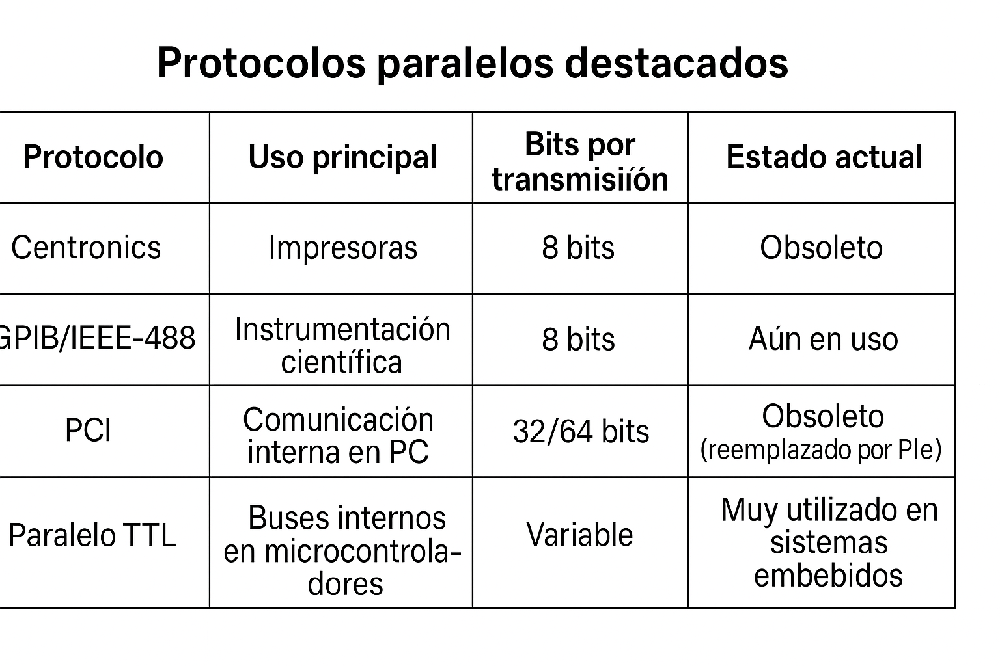 Protocolos paralelos destacados
Protocolo
Uso principal
Bits por
transmisiíón
Estado actual
Centronics
Impresoras
8 bits
Obsoleto
GPIB/IEEE-488
Instrumentación
científica
8 bits
Aún en uso
PCI
Comunicación
interna en PC
32/64 bits
Obsoleto
(reemplazado por Ple)
Paralelo TTL
Buses internos
en microcontrola-
dores
Variable
Muy utilizado en
sistemas
embebidos